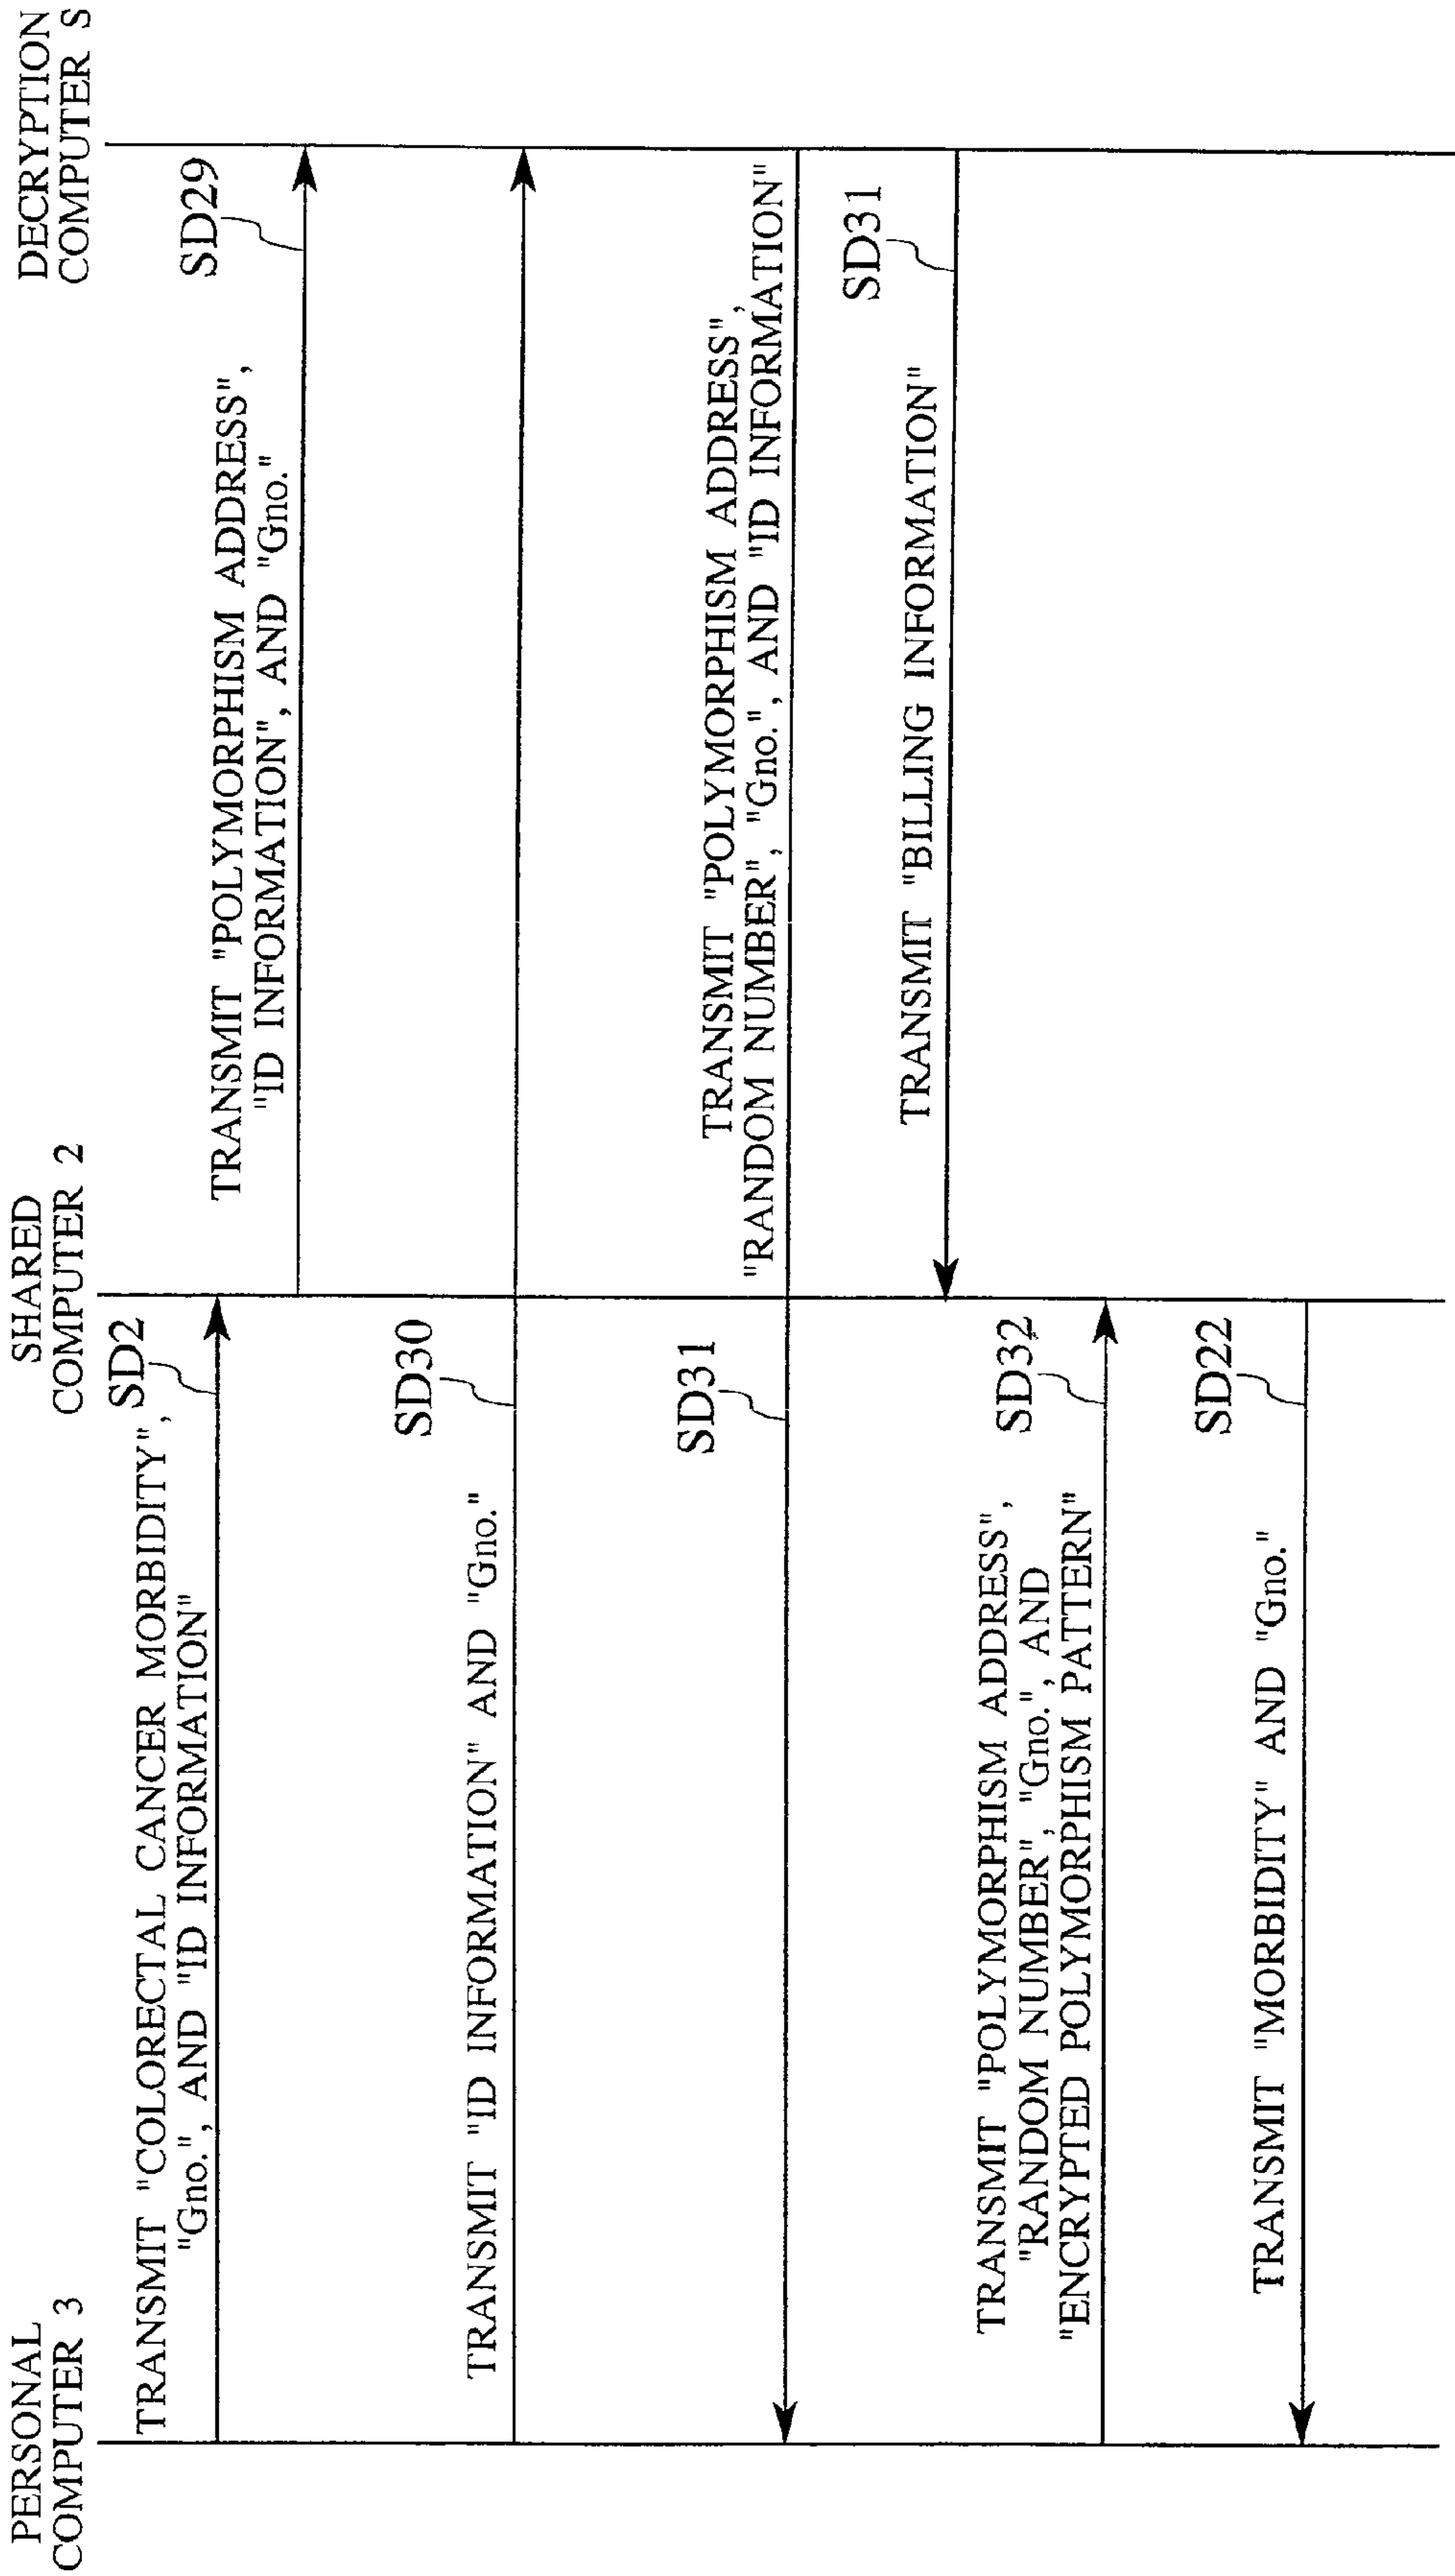 PERSONAL
COMPUTER 3
SHARED
COMPUTER 2
DECRYPTION
COMPUTER S
TRANSMIT "COLORECTAL CANCER MORBIDITY",
"Gno.", AND "ID INFORMATION"
SD2
TRANSMIT "POLYMORPHISM ADDRESS",
"ID INFORMATION", AND "Gno."
SD29
TRANSMIT "ID INFORMATION" AND "Gno."
SD30
TRANSMIT "POLYMORPHISM ADDRESS",
"RANDOM NUMBER", "Gno.", AND "ID INFORMATION"
SD31
TRANSMIT "BILLING INFORMATION"
SD31
TRANSMIT "POLYMORPHISM ADDRESS",
"RANDOM NUMBER", "Gno.", AND
"ENCRYPTED POLYMORPHISM PATTERN"
SD32
TRANSMIT "MORBIDITY" AND "Gno."
SD22